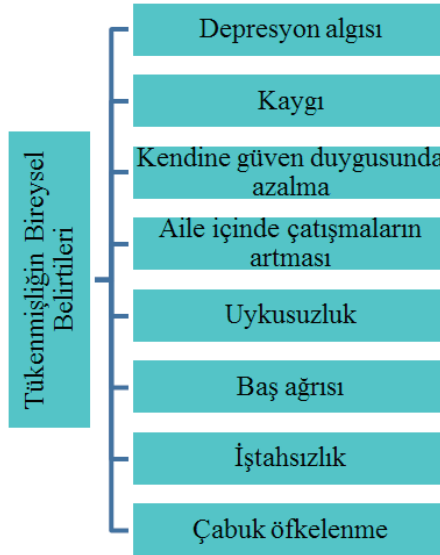 Tükenmişliğin Bireysel
Belirtileri
Depresyon algısı
Kaygı
Kendine güven duygusunda
azalma
Aile içinde çatışmaların
artması
Uykusuzluk
Baş ağrısı
İştahsızlık
Çabuk öfkelenme